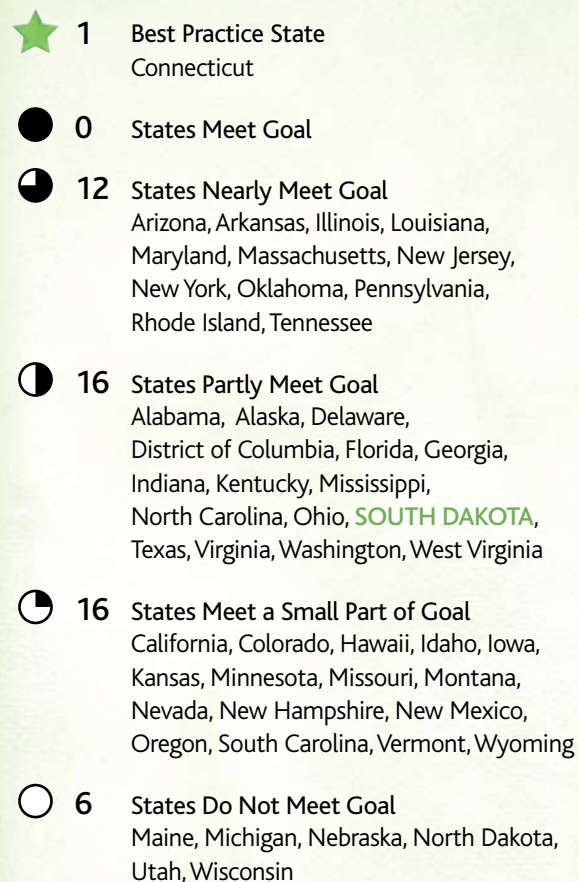 1 Best Practice State
Connecticut
0 States Meet Goal
12 States Nearly Meet Goal
Arizona, Arkansas, Illinois, Louisiana,
Maryland, Massachusetts, New Jersey,
New York, Oklahoma, Pennsylvania,
Rhode Island, Tennessee
16 States Partly Meet Goal
Alabama, Alaska, Delaware,
District of Columbia, Florida, Georgia,
Indiana, Kentucky, Mississippi,
North Carolina, Ohio, SOUTH DAKOTA,
Texas, Virginia, Washington, West Virginia
16 States Meet a Small Part of Goal
California, Colorado, Hawaii, Idaho, Iowa,
Kansas, Minnesota, Missouri, Montana,
Nevada, New Hampshire, New Mexico,
Oregon, South Carolina, Vermont, Wyoming
6 States Do Not Meet Goal
Maine, Michigan, Nebraska, North Dakota,
Utah, Wisconsin